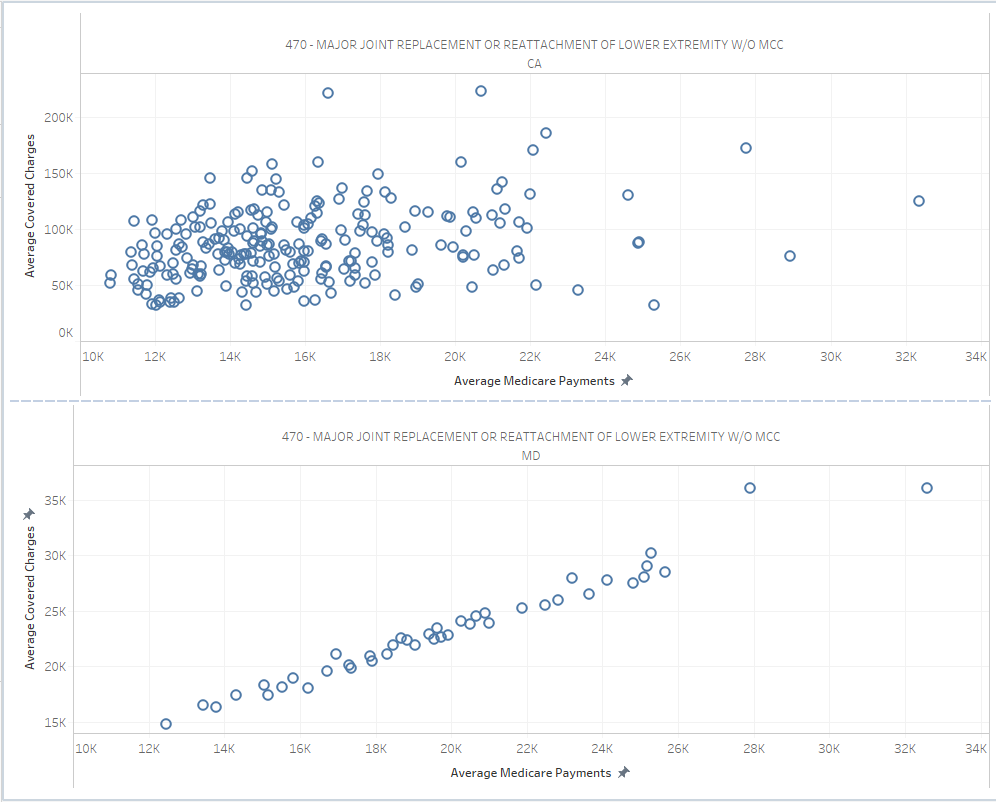 470 - MAJOR JOINT REPLACEMENT OR REATTACHMENT OF LOWER EXTREMITY W/O MCC
CA
200K
150K
100K
50K
0K
Average Covered Charges
10K 12K 14K 16K 18K 20K 22K 24K 26K 28K 30K 32K 34K
Average Medicare Payments
470 - MAJOR JOINT REPLACEMENT OR REATTACHMENT OF LOWER EXTREMITY W/O MCC
MD
35K
30K
25K
20K
15K
Average Covered Charges
10K 12K 14K 16K 18K 20K 22K 24K 26K 28K 30K 32K 34K
Average Medicare Payments